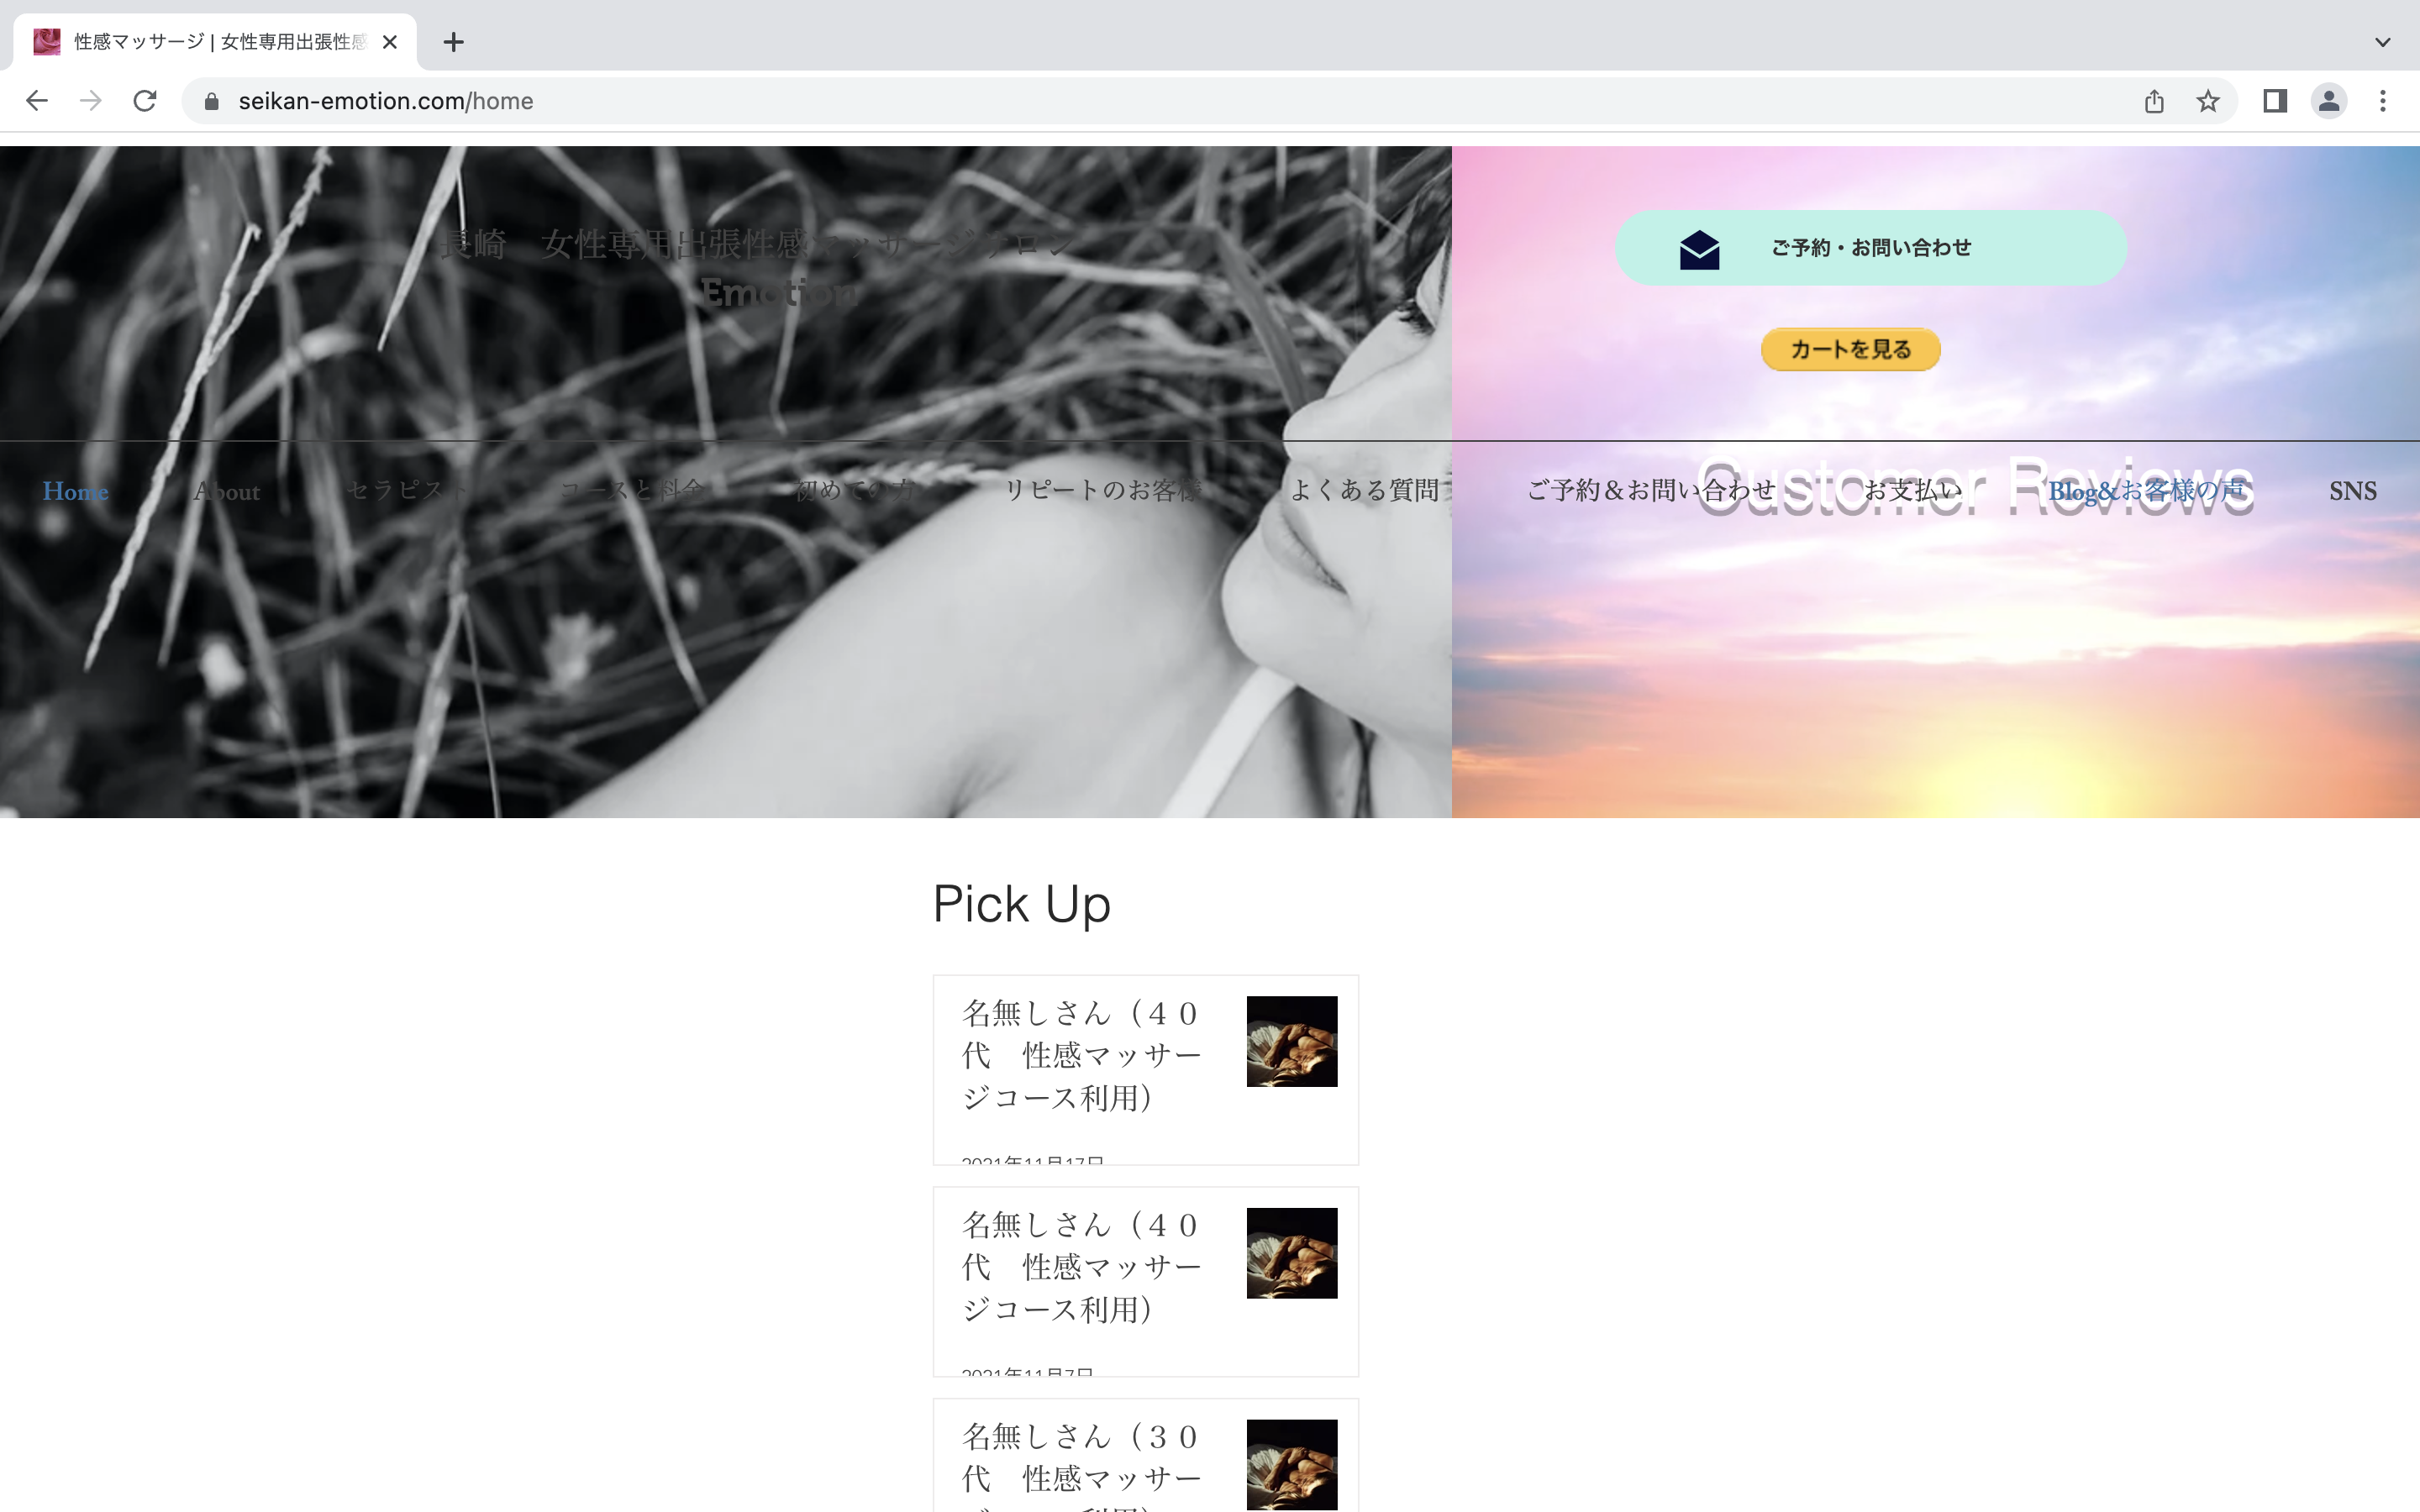 性感マッサージ | 女性専用出張性感
seikan-emotion.com/home
長崎　女性専用出張性感マッサージサロン
Emotion
ご予約・お問い合わせ
カートを見る
Customer Reviews
Home About セラピスト コースと料金 初めての方 リピートのお客様 よくある質問 ご予約＆お問い合わせ お支払い Blog&お客様の声 SNS
Pick Up
名無しさん（４０
代　性感マッサー
ジコース利用）
2021年11月17日
名無しさん（４０
代　性感マッサー
ジコース利用）
2021年11月7日
名無しさん（３０
代　性感マッサー
ジコース利用）